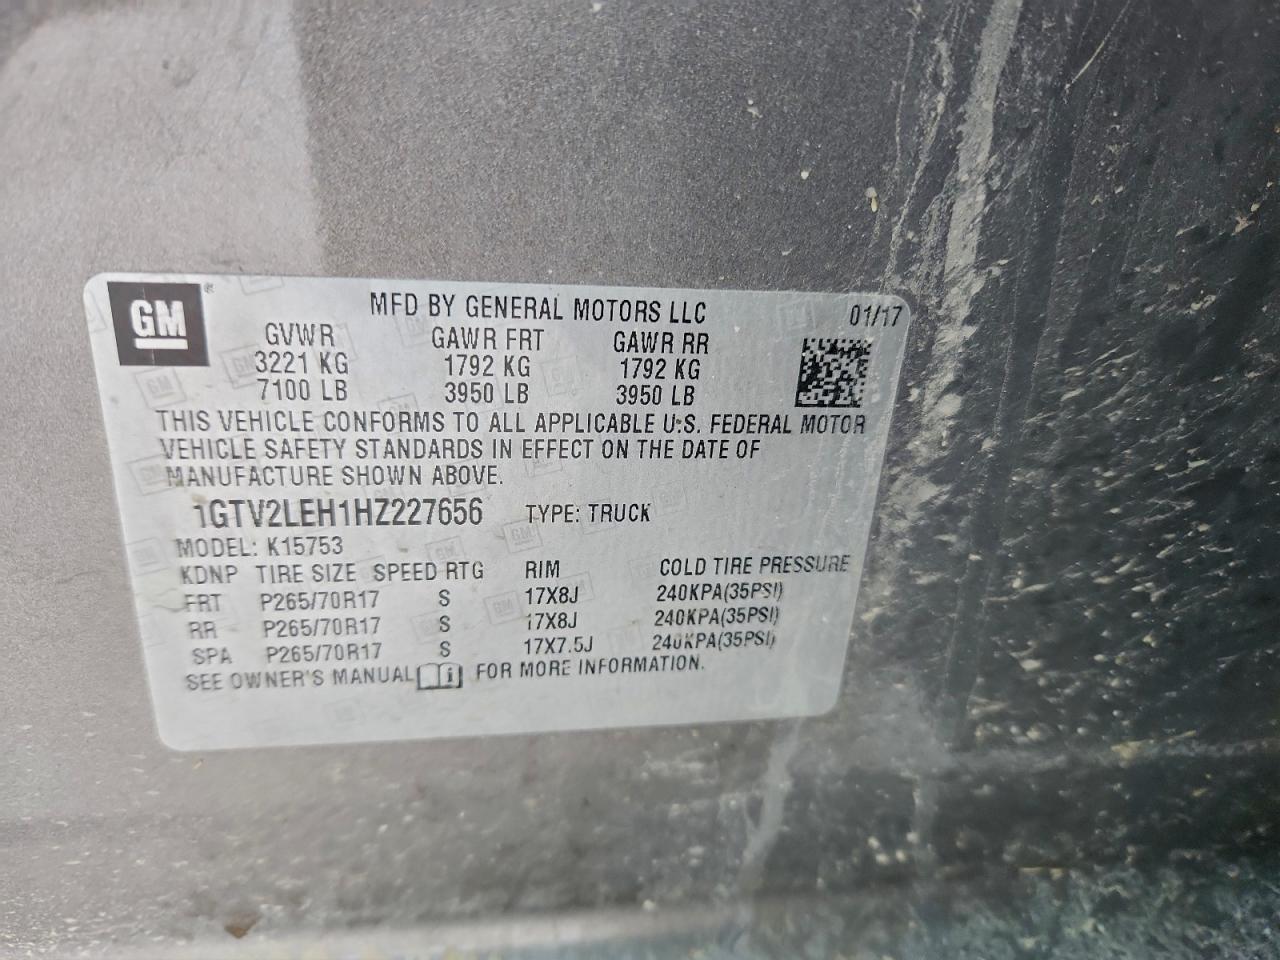 GM
MFD BY GENERAL MOTORS LLC 01/17
GVWR GAWR FRT GAWR RR
3221 KG 1792 KG 1792 KG
7100 LB 3950 LB 3950 LB
THIS VEHICLE CONFORMS TO ALL APPLICABLE U.S. FEDERAL MOTOR
VEHICLE SAFETY STANDARDS IN EFFECT ON THE DATE OF
MANUFACTURE SHOWN ABOVE.
1GTV2LEH1HZ227656 TYPE: TRUCK
MODEL: K15753
KDNP TIRE SIZE SPEED RTG RIM COLD TIRE PRESSURE
FRT P265/70R17 S 17X8J 240KPA(35PSI)
RR P265/70R17 S 17X8J 240KPA(35PSI)
SPA P265/70R17 S 17X7.5J 240KPA(35PSI)
SEE OWNER'S MANUAL i FOR MORE INFORMATION.